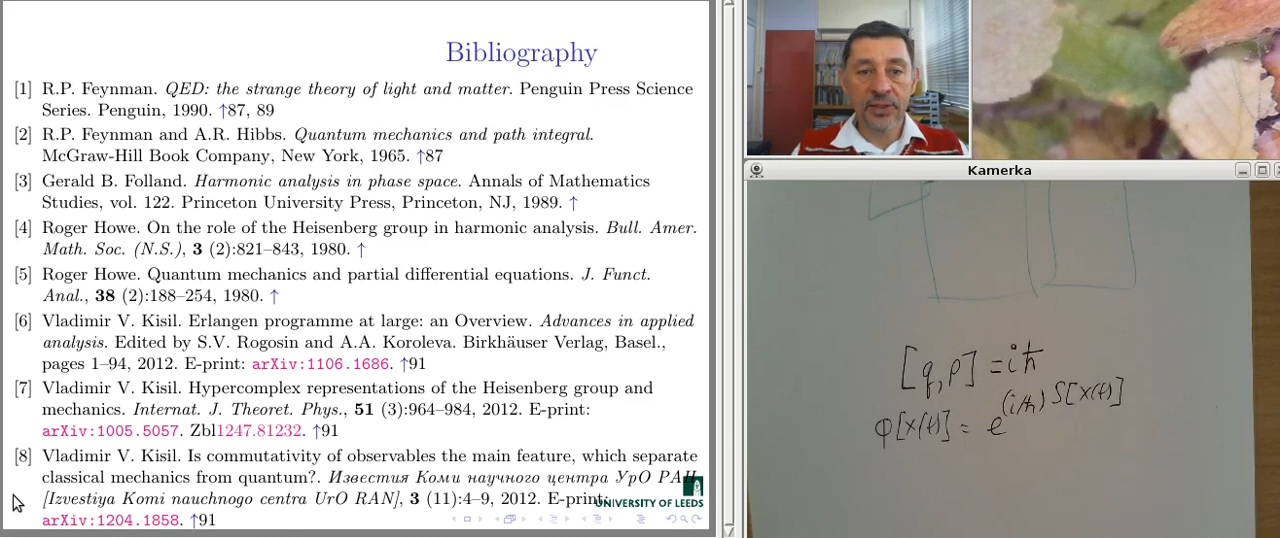 Bibliography
[1] R.P. Feynman. QED: the strange theory of light and matter. Penguin Press Science
Series. Penguin, 1990. ↑87, 89
[2] R.P. Feynman and A.R. Hibbs. Quantum mechanics and path integral.
McGraw-Hill Book Company, New York, 1965. ↑87
[3] Gerald B. Folland. Harmonic analysis in phase space. Annals of Mathematics
Studies, vol. 122. Princeton University Press, Princeton, NJ, 1989. ↑
[4] Roger Howe. On the role of the Heisenberg group in harmonic analysis. Bull. Amer.
Math. Soc. (N.S.), 3 (2):821–843, 1980. ↑
[5] Roger Howe. Quantum mechanics and partial differential equations. J. Funct.
Anal., 38 (2):188–254, 1980. ↑
[6] Vladimir V. Kisil. Erlangen programme at large: an Overview. Advances in applied
analysis. Edited by S.V. Rogosin and A.A. Koroleva. Birkhäuser Verlag, Basel.,
pages 1–94, 2012. E-print: arXiv:1106.1686. ↑91
[7] Vladimir V. Kisil. Hypercomplex representations of the Heisenberg group and
mechanics. Internat. J. Theoret. Phys., 51 (3):964–984, 2012. E-print:
arXiv:1005.5057. Zbl1247.81232. ↑91
[8] Vladimir V. Kisil. Is commutativity of observables the main feature, which separate
classical mechanics from quantum?. Известия Коми научного центра УрО РАН
[Izvestiya Komi nauchnogo centra UrO RAN], 3 (11):4–9, 2012. E-print:
arXiv:1204.1858. ↑91
UNIVERSITY OF LEEDS
Kamerka
[q,p] = iħ
φ[x(t)] = e^(i/ħ) S[x(t)]